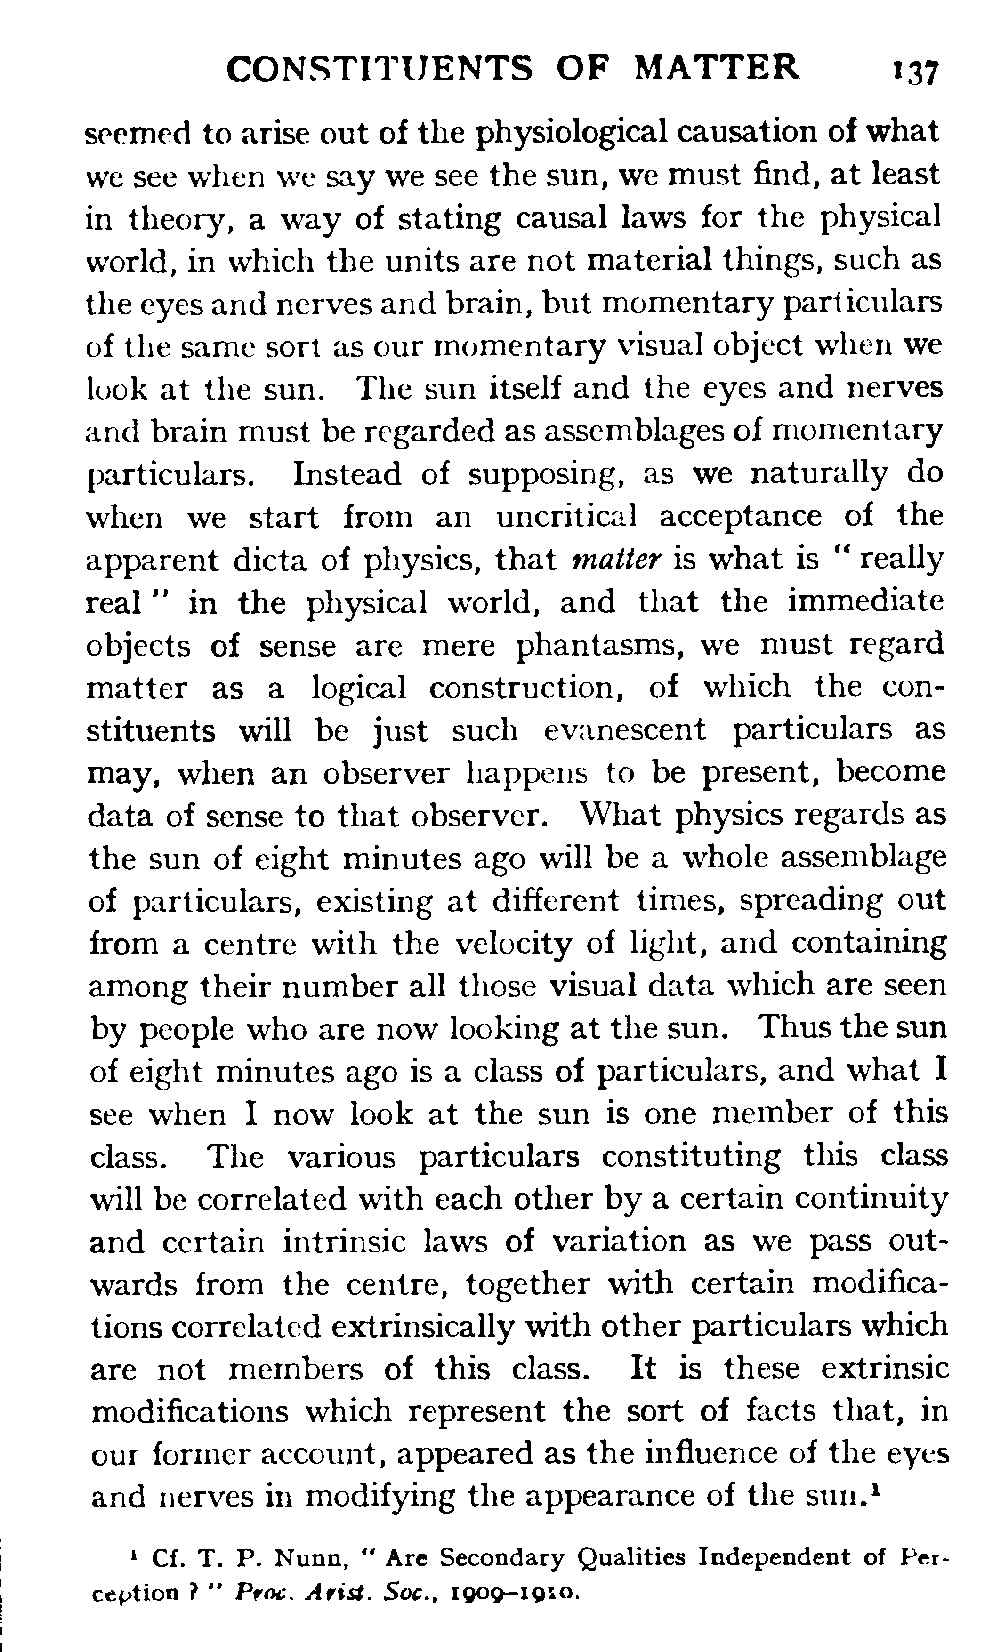 CONSTITUENTS OF MATTER 137
seemed to arise out of the physiological causation of what
we see when we say we see the sun, we must find, at least
in theory, a way of stating causal laws for the physical
world, in which the units are not material things, such as
the eyes and nerves and brain, but momentary particulars
of the same sort as our momentary visual object when we
look at the sun. The sun itself and the eyes and nerves
and brain must be regarded as assemblages of momentary
particulars. Instead of supposing, as we naturally do
when we start from an uncritical acceptance of the
apparent dicta of physics, that matter is what is “ really
real ” in the physical world, and that the immediate
objects of sense are mere phantasms, we must regard
matter as a logical construction, of which the con-
stituents will be just such evanescent particulars as
may, when an observer happens to be present, become
data of sense to that observer. What physics regards as
the sun of eight minutes ago will be a whole assemblage
of particulars, existing at different times, spreading out
from a centre with the velocity of light, and containing
among their number all those visual data which are seen
by people who are now looking at the sun. Thus the sun
of eight minutes ago is a class of particulars, and what I
see when I now look at the sun is one member of this
class. The various particulars constituting this class
will be correlated with each other by a certain continuity
and certain intrinsic laws of variation as we pass out-
wards from the centre, together with certain modifica-
tions correlated extrinsically with other particulars which
are not members of this class. It is these extrinsic
modifications which represent the sort of facts that, in
our former account, appeared as the influence of the eyes
and nerves in modifying the appearance of the sun.¹
¹ Cf. T. P. Nunn, “ Are Secondary Qualities Independent of Per-
ception ? ” Proc. Arist. Soc., 1909–1910.